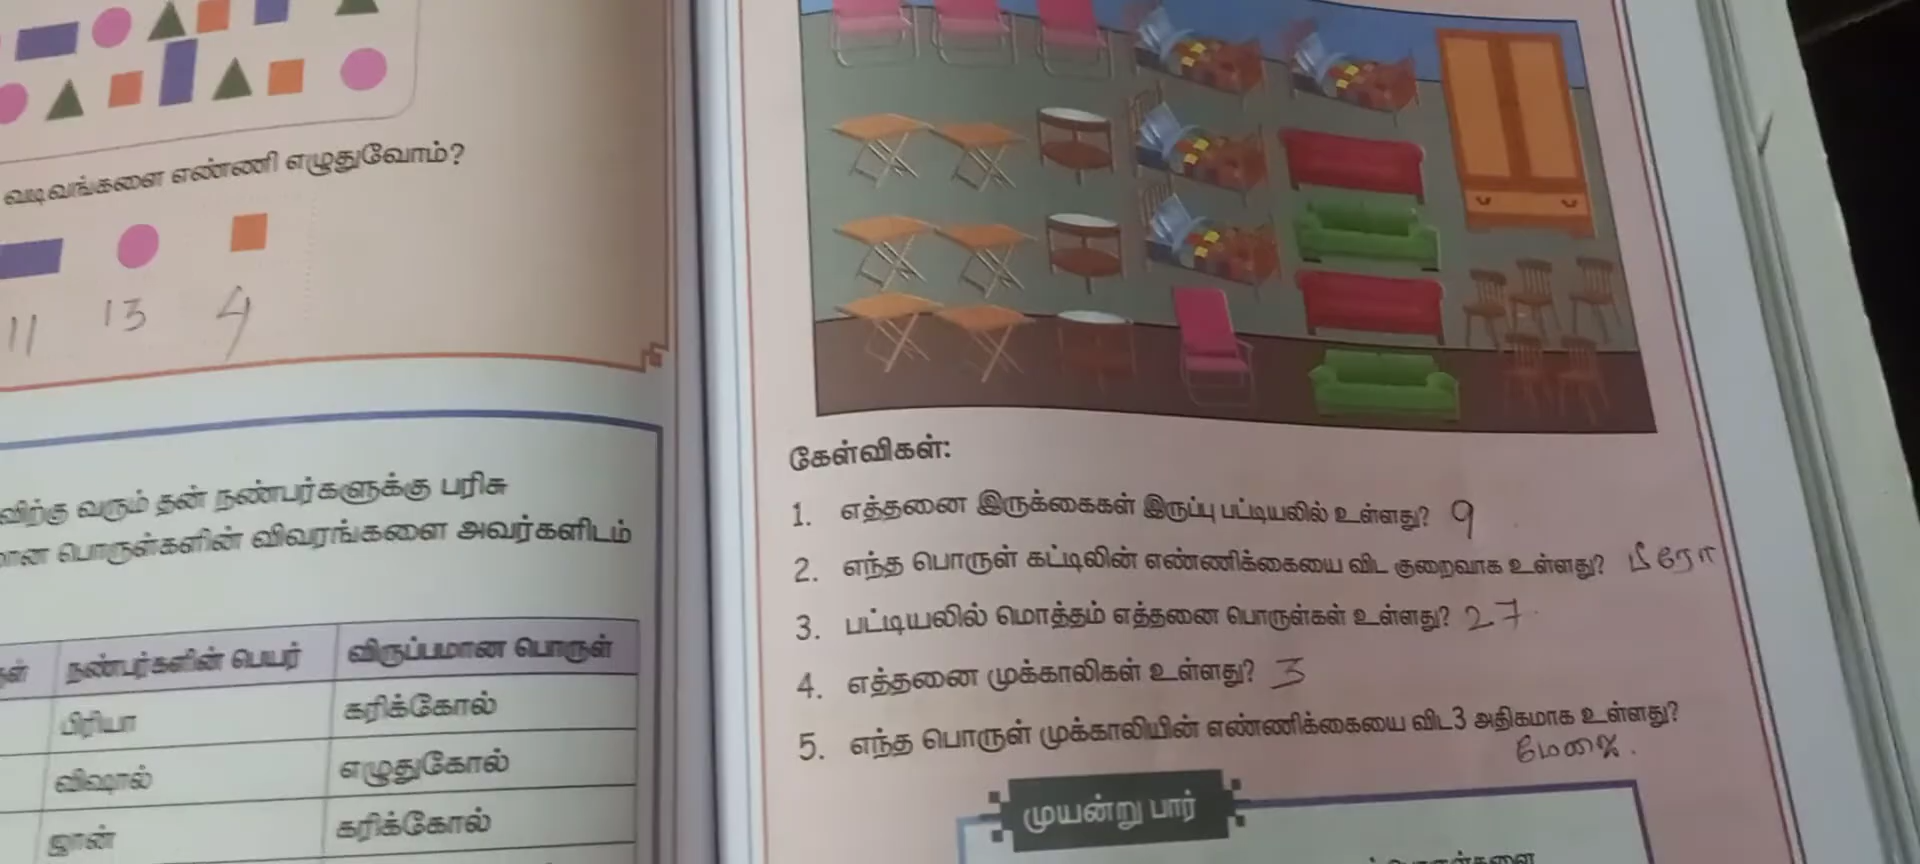 வடிவங்களை எண்ணி எழுதுவோம்?
11 13 4
விற்கு வரும் தன் நண்பர்களுக்கு பரிசு
மான பொருள்களின் விவரங்களை அவர்களிடம்
நண்பர்களின் பெயர் விருப்பமான பொருள்
பிரியா கரிக்கோல்
விஷால் எழுதுகோல்
ஜான் கரிக்கோல்
கேள்விகள்:
1. எத்தனை இருக்கைகள் இருப்பு பட்டியலில் உள்ளது? 9
2. எந்த பொருள் கட்டிலின் எண்ணிக்கையை விட குறைவாக உள்ளது? பீரோ
3. பட்டியலில் மொத்தம் எத்தனை பொருள்கள் உள்ளது? 27
4. எத்தனை முக்காலிகள் உள்ளது? 3
5. எந்த பொருள் முக்காலியின் எண்ணிக்கையை விட3 அதிகமாக உள்ளது?
மேஜை.
முயன்று பார்